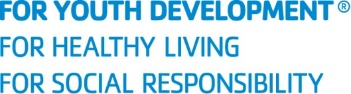 FOR YOUTH DEVELOPMENT®
FOR HEALTHY LIVING
FOR SOCIAL RESPONSIBILITY